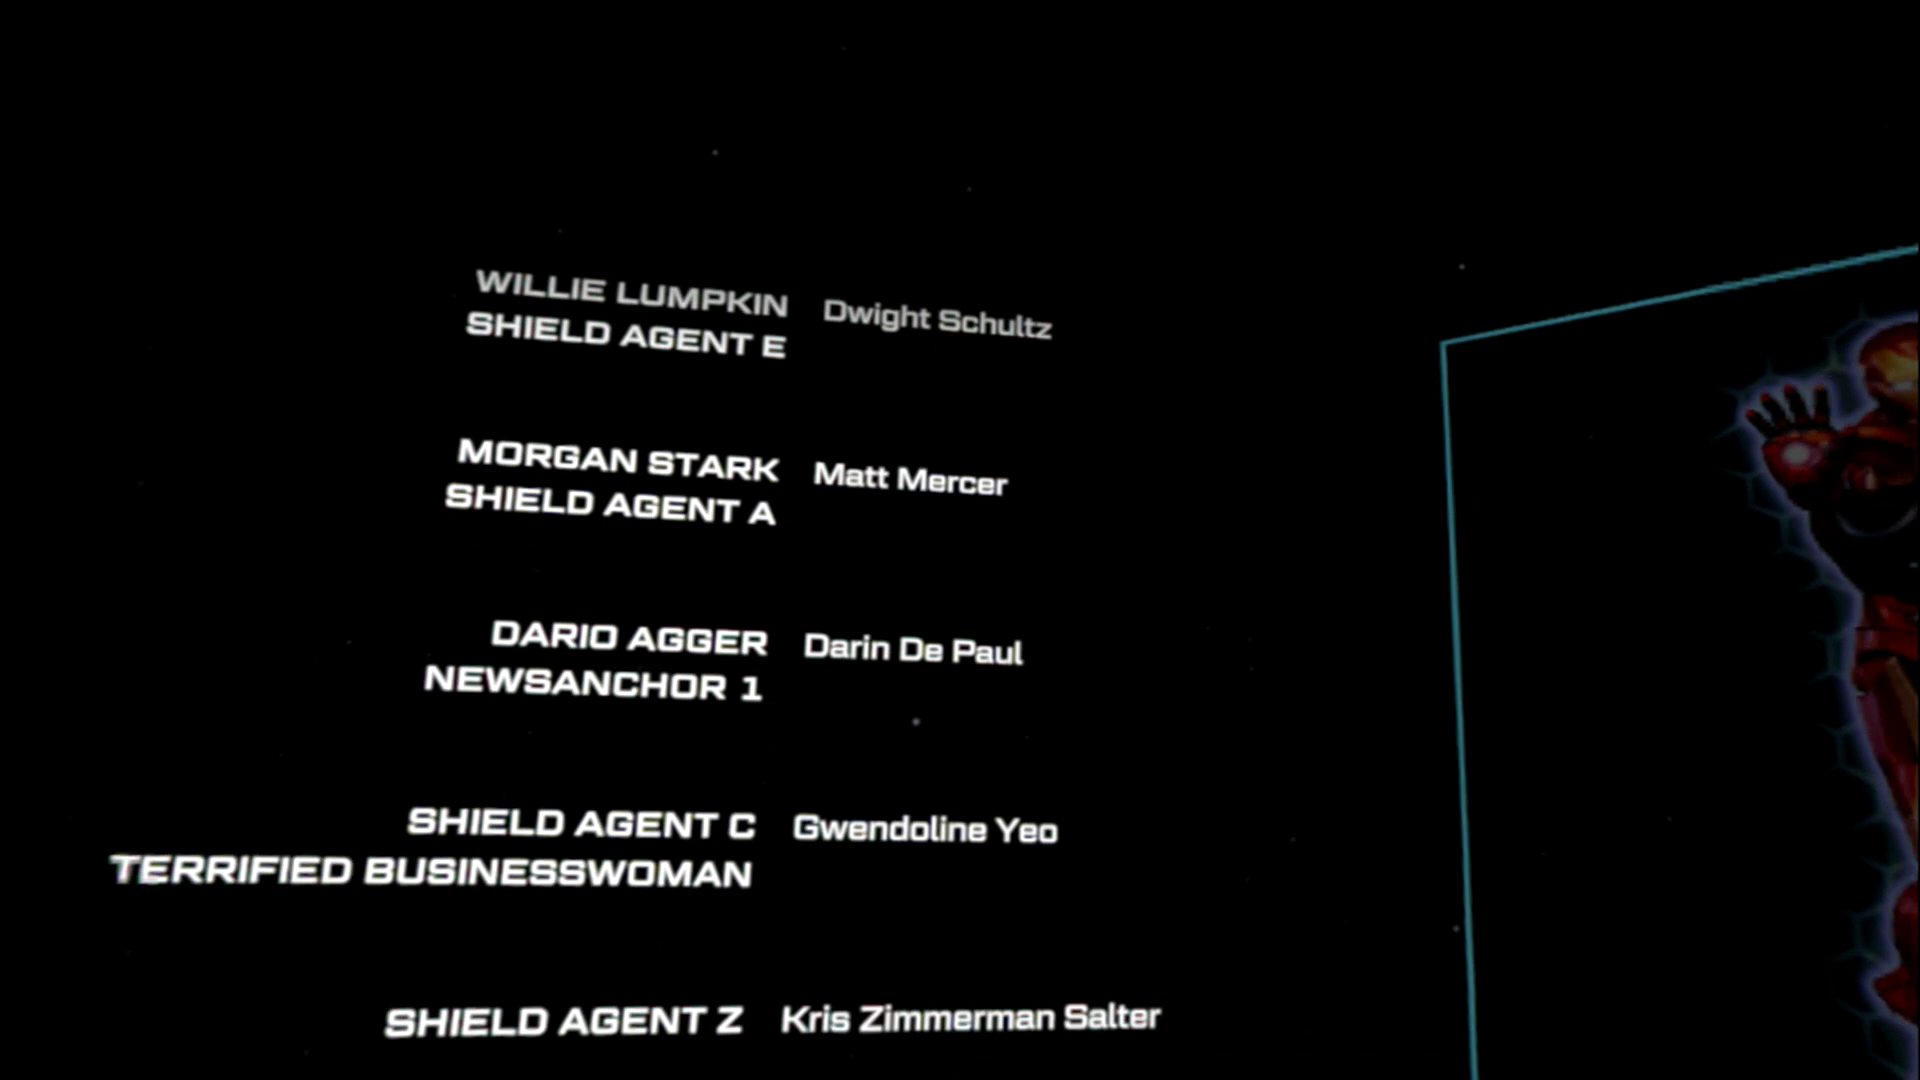 WILLIE LUMPKIN Dwight Schultz
SHIELD AGENT E
MORGAN STARK Matt Mercer
SHIELD AGENT A
DARIO AGGER Darin De Paul
NEWSANCHOR 1
SHIELD AGENT C Gwendoline Yeo
TERRIFIED BUSINESSWOMAN
SHIELD AGENT Z Kris Zimmerman Salter